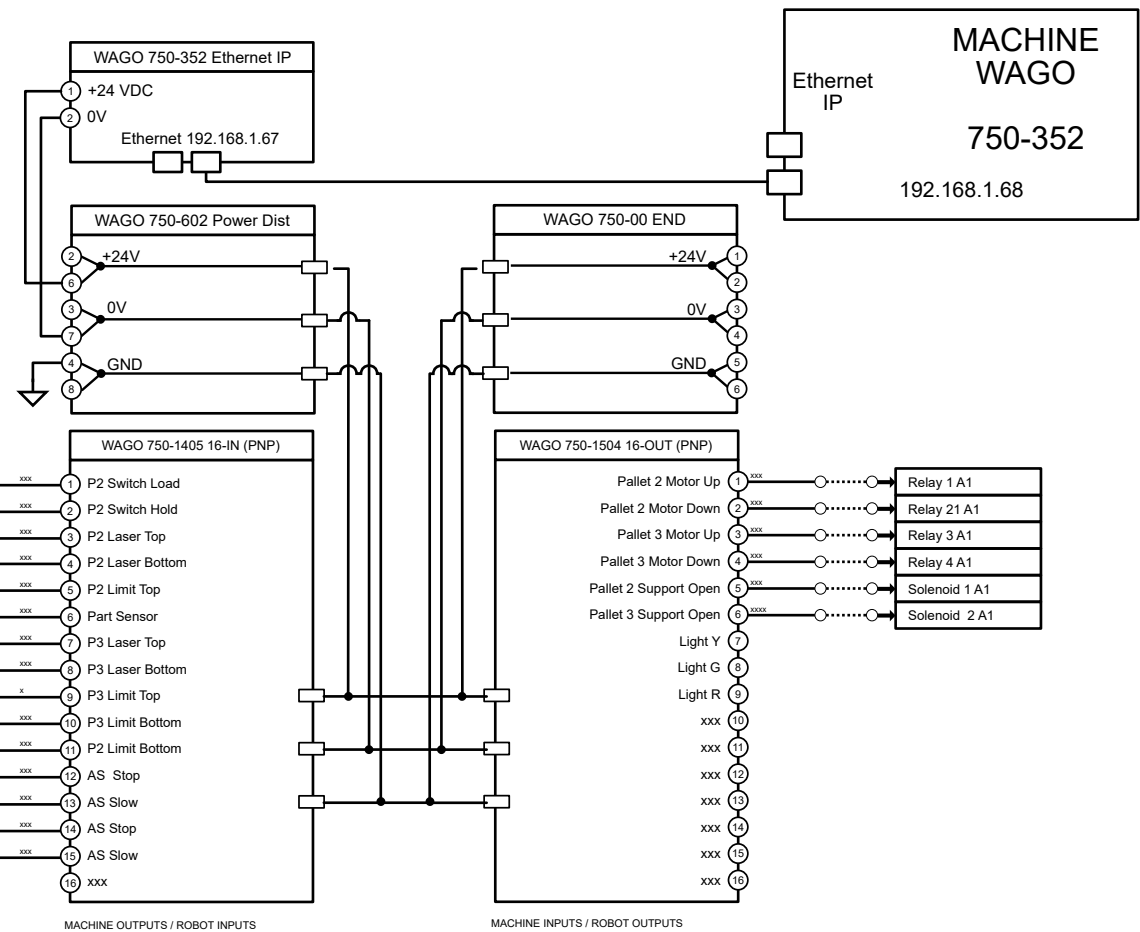 WAGO 750-352 Ethernet IP
1 +24 VDC
2 0V
Ethernet 192.168.1.67
MACHINE
WAGO
Ethernet
IP
750-352
192.168.1.68
WAGO 750-602 Power Dist
2 +24V
6
3 0V
7
4 GND
8
WAGO 750-00 END
+24V 1
2
0V 3
4
GND 5
6
WAGO 750-1405 16-IN (PNP)
xxx 1 P2 Switch Load
xxx 2 P2 Switch Hold
xxx 3 P2 Laser Top
xxx 4 P2 Laser Bottom
xxx 5 P2 Limit Top
xxx 6 Part Sensor
xxx 7 P3 Laser Top
xxx 8 P3 Laser Bottom
x 9 P3 Limit Top
xxx 10 P3 Limit Bottom
xxx 11 P2 Limit Bottom
xxx 12 AS Stop
xxx 13 AS Slow
xxx 14 AS Stop
xxx 15 AS Slow
16 xxx
MACHINE OUTPUTS / ROBOT INPUTS
WAGO 750-1504 16-OUT (PNP)
Pallet 2 Motor Up 1 xxx Relay 1 A1
Pallet 2 Motor Down 2 xxx Relay 21 A1
Pallet 3 Motor Up 3 xxx Relay 3 A1
Pallet 3 Motor Down 4 xxx Relay 4 A1
Pallet 2 Support Open 5 xxx Solenoid 1 A1
Pallet 3 Support Open 6 xxxx Solenoid 2 A1
Light Y 7
Light G 8
Light R 9
xxx 10
xxx 11
xxx 12
xxx 13
xxx 14
xxx 15
xxx 16
MACHINE INPUTS / ROBOT OUTPUTS